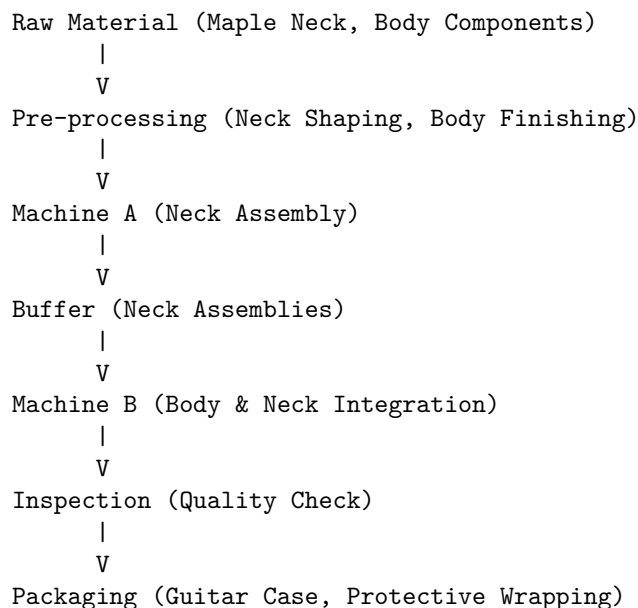 Raw Material (Maple Neck, Body Components)
|
V
Pre-processing (Neck Shaping, Body Finishing)
|
V
Machine A (Neck Assembly)
|
V
Buffer (Neck Assemblies)
|
V
Machine B (Body & Neck Integration)
|
V
Inspection (Quality Check)
|
V
Packaging (Guitar Case, Protective Wrapping)